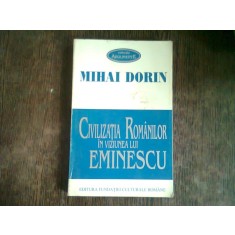 MIHAI DORIN
CIVILIZAȚIA ROMÂNILOR
ÎN VIZIUNEA LUI
EMINESCU
EDITURA FUNDAȚIEI CULTURALE ROMÂNE